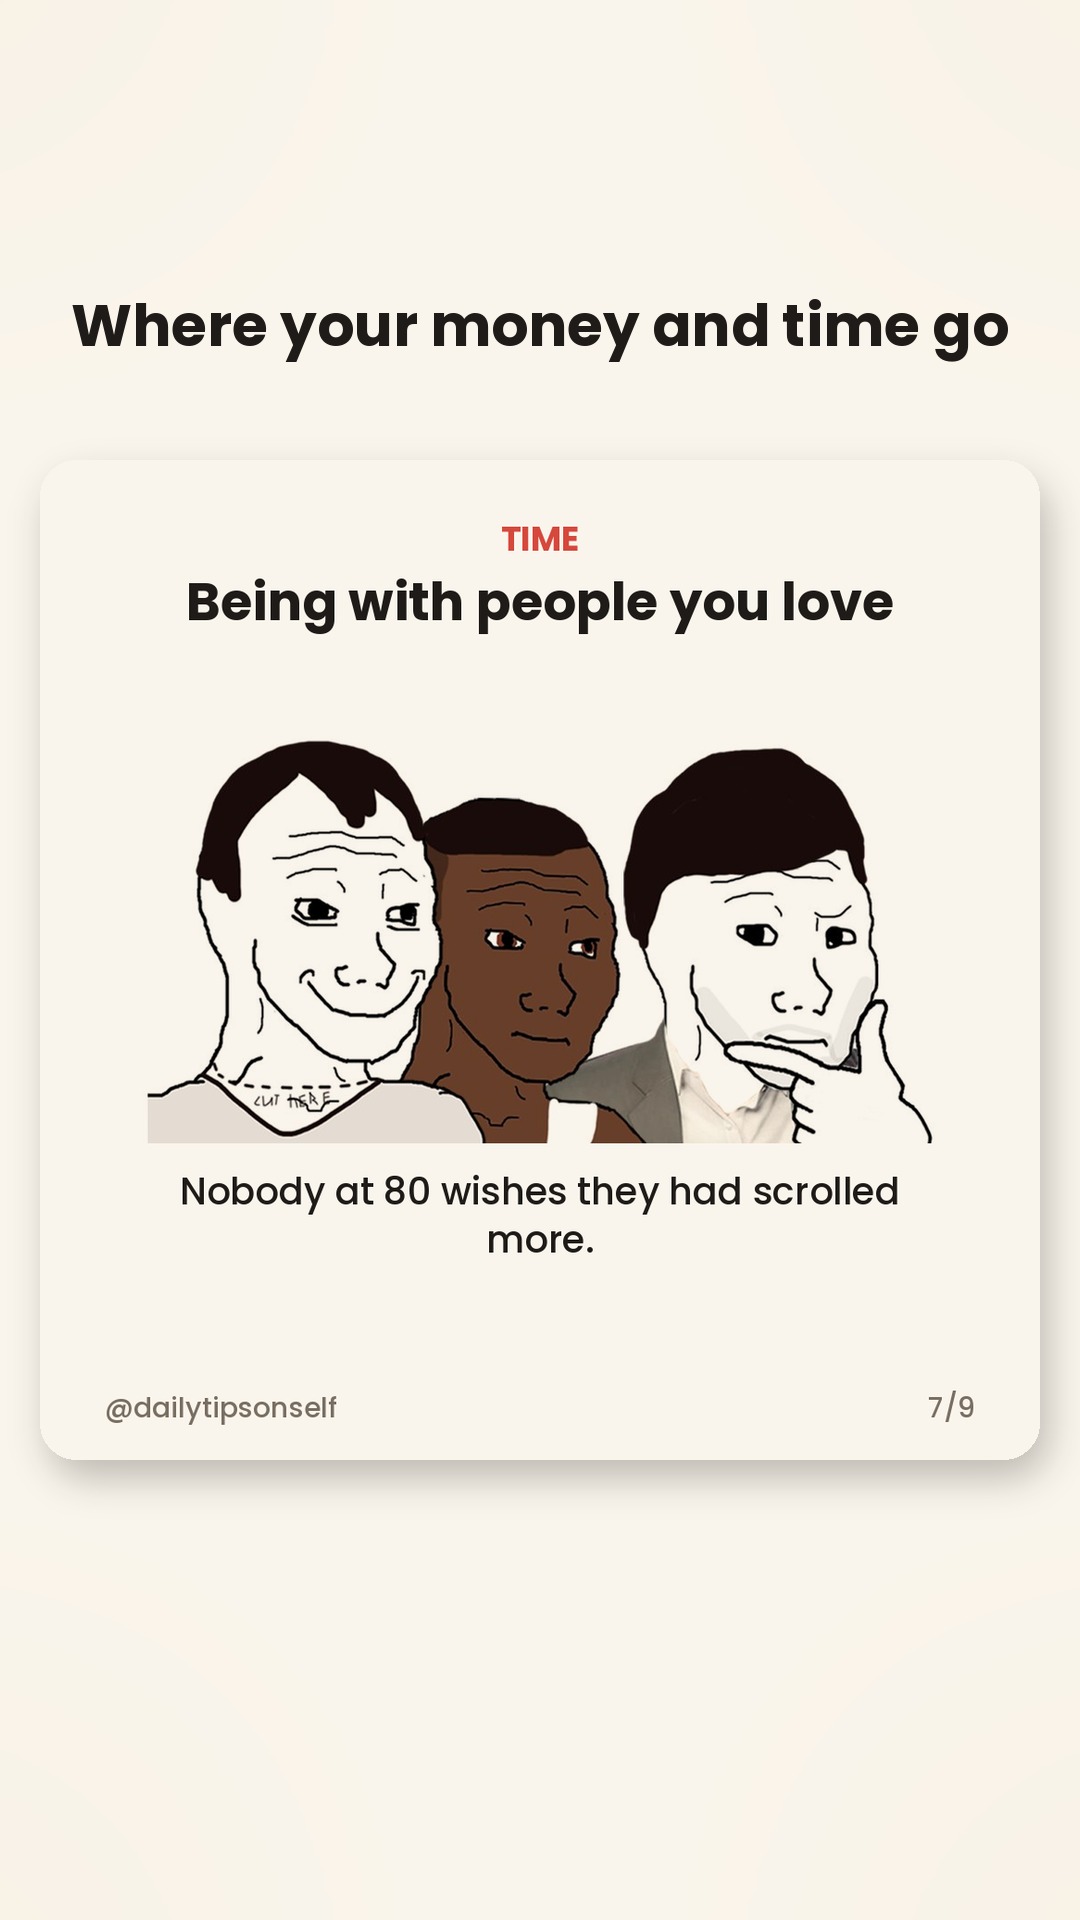 Where your money and time go
TIME
Being with people you love
CUT HERE
Nobody at 80 wishes they had scrolled
more.
@dailytipsonself
7/9